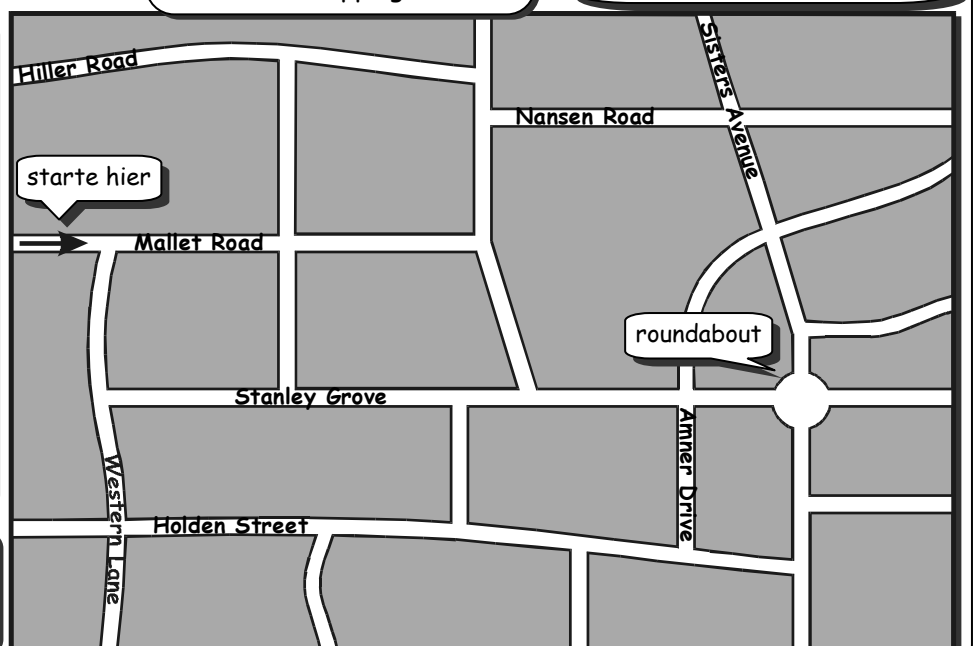 Hiller Road
Sisters Avenue
Nansen Road
starte hier
Mallet Road
roundabout
Stanley Grove
Amner Drive
Western Lane
Holden Street